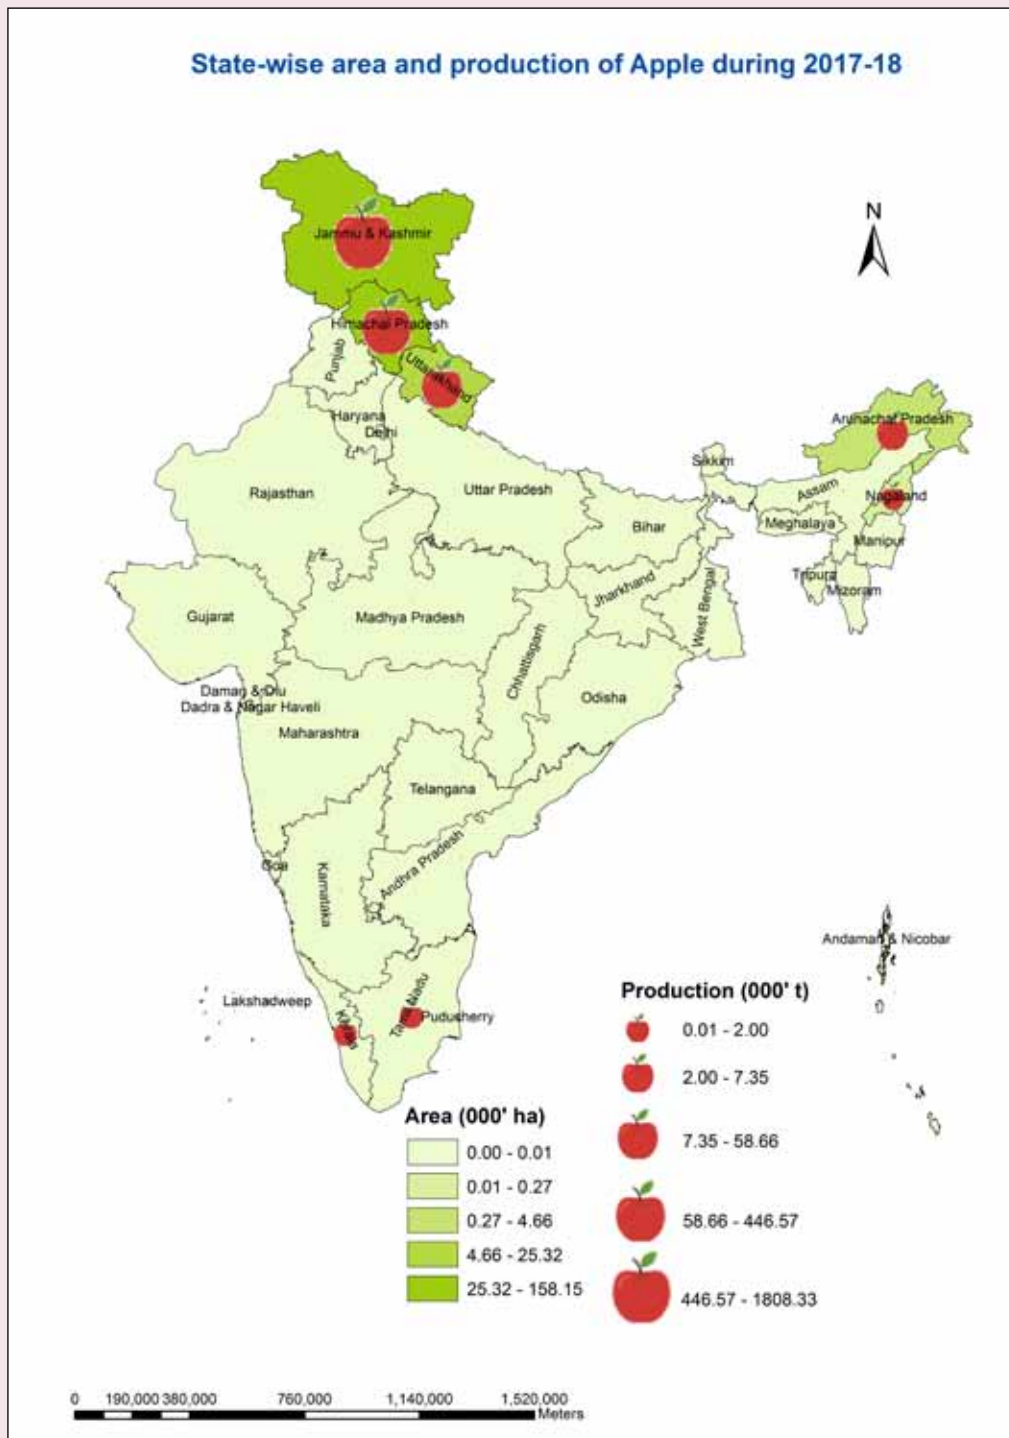 State-wise area and production of Apple during 2017-18
N
Jammu & Kashmir
Himachal Pradesh
Punjab
Uttarakhand
Haryana
Delhi
Arunachal Pradesh
Sikkim
Nagaland
Rajasthan
Uttar Pradesh
Assam
Bihar
Meghalaya
Manipur
Tripura
Mizoram
Jharkhand
West Bengal
Gujarat
Madhya Pradesh
Chhattisgarh
Odisha
Daman & Diu
Dadra & Nagar Haveli
Maharashtra
Telangana
Goa
Karnataka
Andhra Pradesh
Andaman & Nicobar
Lakshadweep
Kerala
Tamil Nadu
Pudusherry
Production (000' t)
0.01 - 2.00
2.00 - 7.35
7.35 - 58.66
58.66 - 446.57
446.57 - 1808.33
Area (000' ha)
0.00 - 0.01
0.01 - 0.27
0.27 - 4.66
4.66 - 25.32
25.32 - 158.15
0 190,000 380,000 760,000 1,140,000 1,520,000
Meters